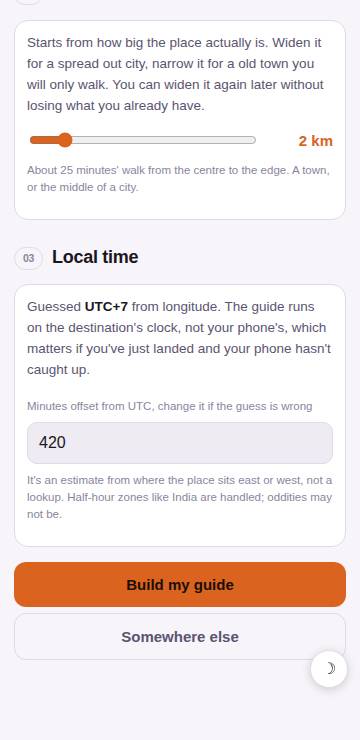 Starts from how big the place actually is. Widen it
for a spread out city, narrow it for a old town you
will only walk. You can widen it again later without
losing what you already have.
2 km
About 25 minutes' walk from the centre to the edge. A town,
or the middle of a city.
03 Local time
Guessed UTC+7 from longitude. The guide runs
on the destination's clock, not your phone's, which
matters if you've just landed and your phone hasn't
caught up.
Minutes offset from UTC, change it if the guess is wrong
420
It's an estimate from where the place sits east or west, not a
lookup. Half-hour zones like India are handled; oddities may
not be.
Build my guide
Somewhere else